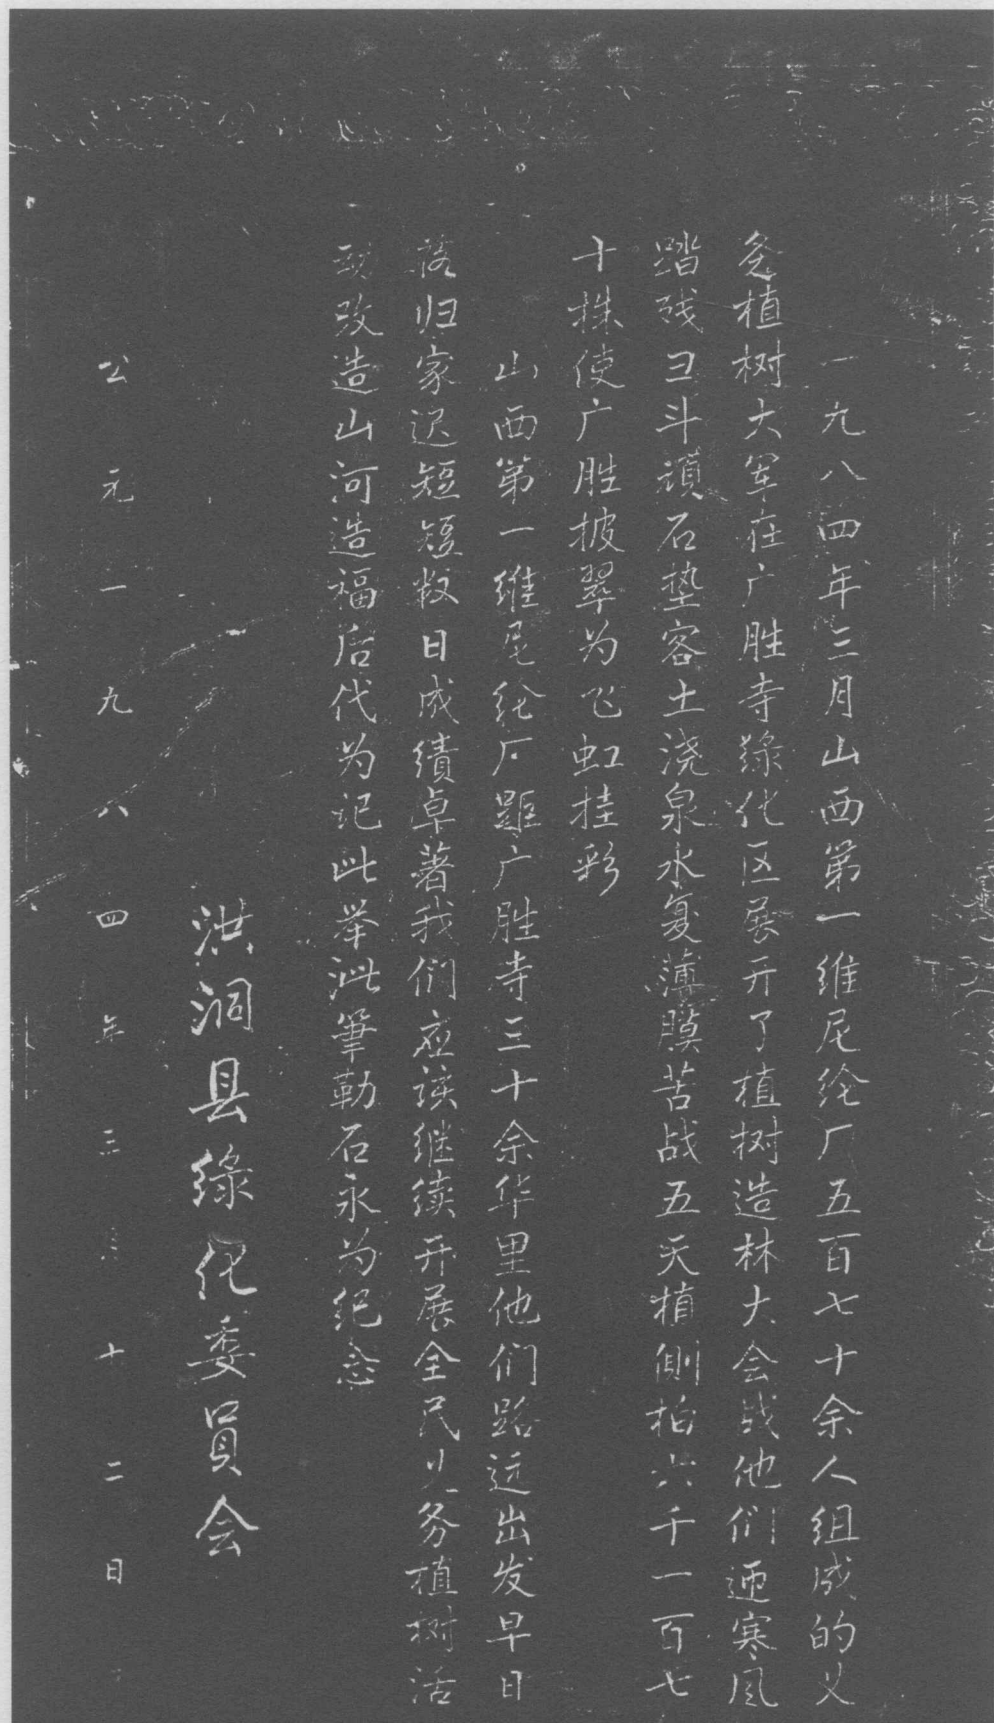 一九八四年三月山西第一维尼纶厂五百七十余人组成的义
务植树大军在广胜寺綠化区展开了植树造林大会战他们迎寒风
踏残彐斗顽石垫客土浇泉水复薄膜苦战五天植侧柏六千一百七
十株使广胜披翠为飞虹挂彩
山西第一维尼纶厂距广胜寺三十余华里他们路远出发早日
落归家迟短短数日成绩卓著我们应该继续开展全民义务植树活
动改造山河造福后代为记此举泚筆勒石永为纪念
洪洞县綠化委員会
公元一九八四年三月十二日